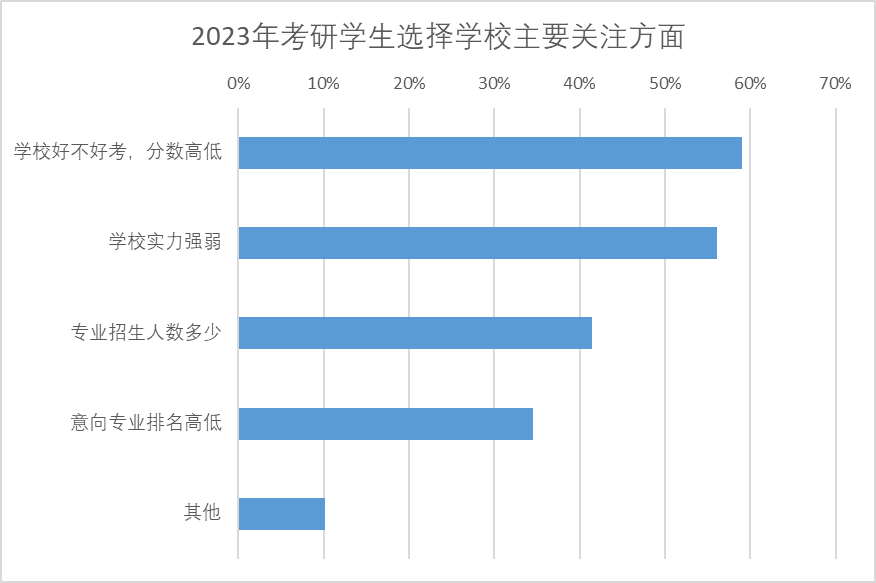 2023年考研学生选择学校主要关注方面
0% 10% 20% 30% 40% 50% 60% 70%
学校好不好考，分数高低
学校实力强弱
专业招生人数多少
意向专业排名高低
其他